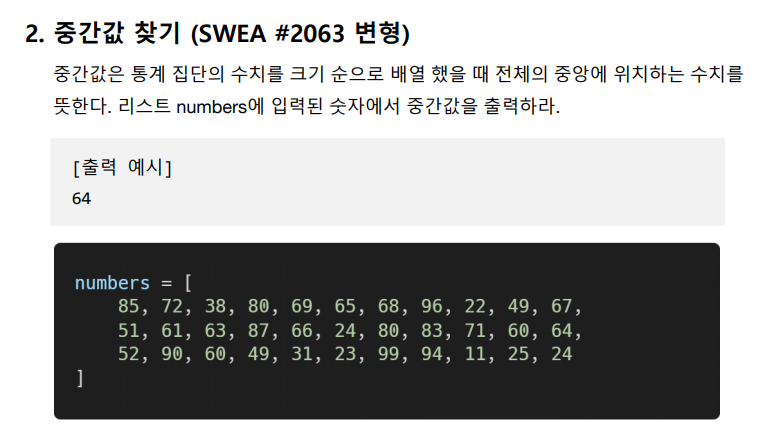 2. 중간값 찾기 (SWEA #2063 변형)
중간값은 통계 집단의 수치를 크기 순으로 배열 했을 때 전체의 중앙에 위치하는 수치를
뜻한다. 리스트 numbers에 입력된 숫자에서 중간값을 출력하라.
[출력 예시]
64
numbers = [
    85, 72, 38, 80, 69, 65, 68, 96, 22, 49, 67,
    51, 61, 63, 87, 66, 24, 80, 83, 71, 60, 64,
    52, 90, 60, 49, 31, 23, 99, 94, 11, 25, 24
]